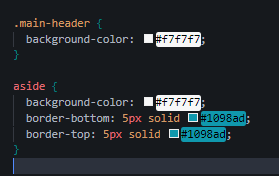 .main-header {
background-color: #f7f7f7;
}
aside {
background-color: #f7f7f7;
border-bottom: 5px solid #1098ad;
border-top: 5px solid #1098ad;
}